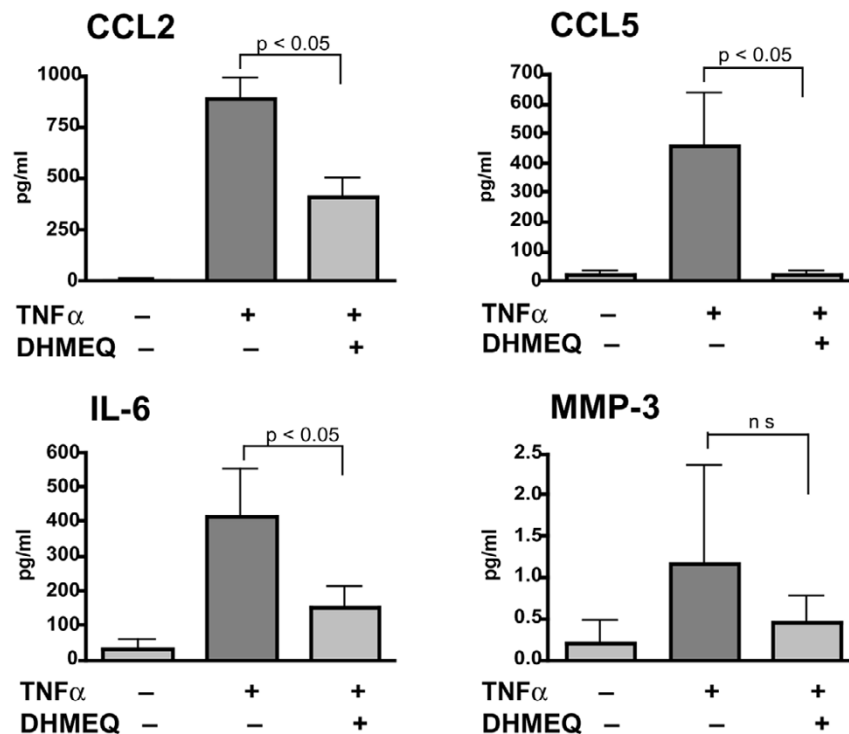 CCL2
p < 0.05
1000
750
500
250
0
pg/ml
TNFα – + +
DHMEQ – – +
CCL5
p < 0.05
700
600
500
400
300
200
100
0
pg/ml
TNFα – + +
DHMEQ – – +
IL-6
p < 0.05
600
500
400
300
200
100
0
pg/ml
TNFα – + +
DHMEQ – – +
MMP-3
n s
2.5
2.0
1.5
1.0
0.5
0.0
pg/ml
TNFα – + +
DHMEQ – – +